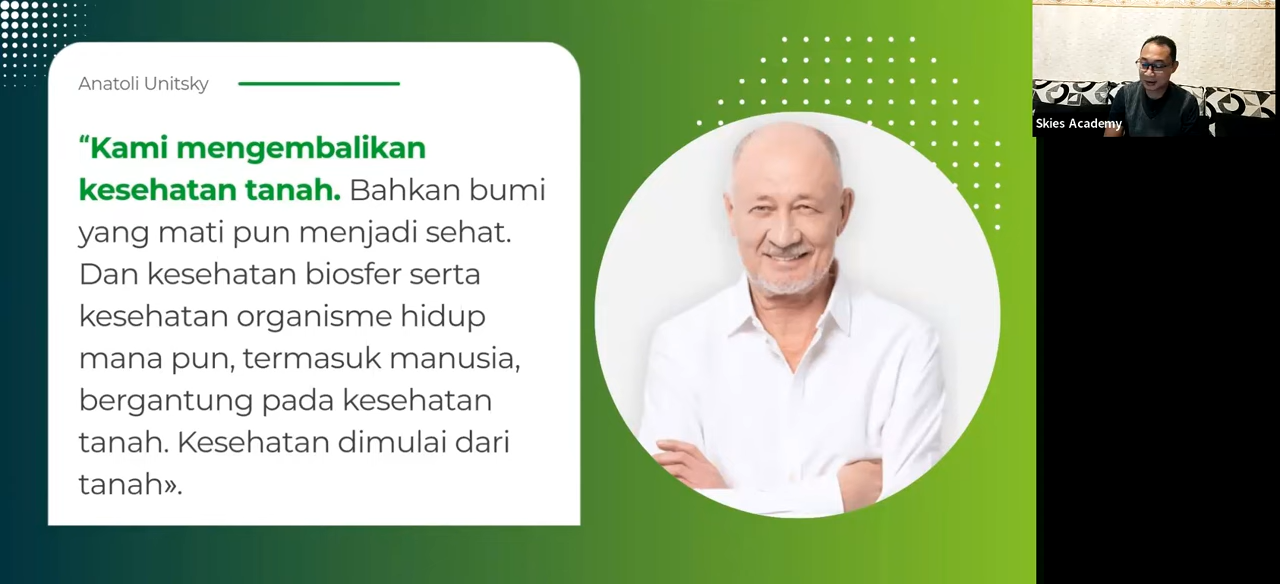 Anatoli Unitsky
“Kami mengembalikan
kesehatan tanah. Bahkan bumi
yang mati pun menjadi sehat.
Dan kesehatan biosfer serta
kesehatan organisme hidup
mana pun, termasuk manusia,
bergantung pada kesehatan
tanah. Kesehatan dimulai dari
tanah».
Skies Academy